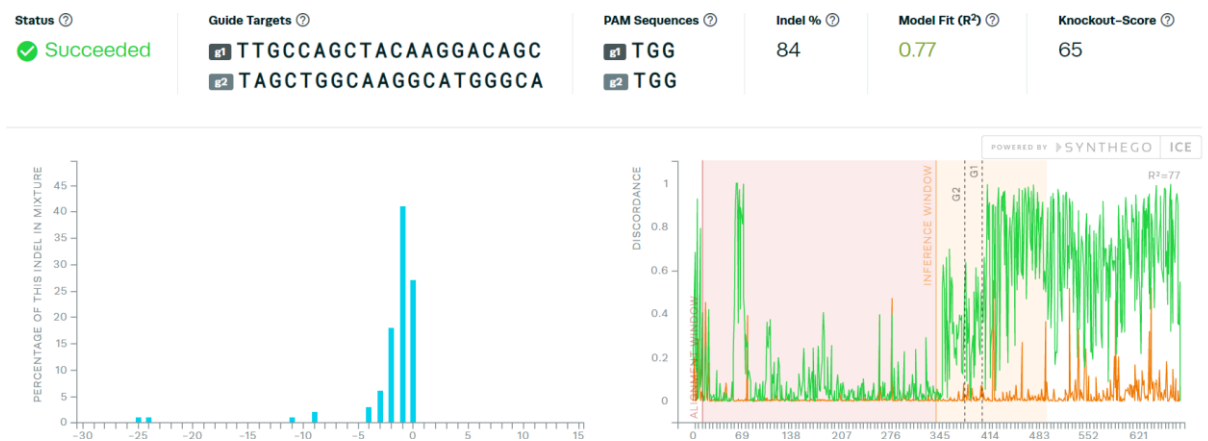 Status ?
Guide Targets ?
PAM Sequences ?
Indel % ?
Model Fit (R²) ?
Knockout-Score ?
Succeeded
g1 TTGCCAGCTACAAGGACAGC
g1 TGG
84
0.77
65
g2 TAGCTGGCAAGGCATGGGCA
g2 TGG
POWERED BY SYNTHEGO ICE
PERCENTAGE OF THIS INDEL IN MIXTURE
45
40
35
30
25
20
15
10
5
0
-30 -25 -20 -15 -10 -5 0 5 10 15
DISCORDANCE
1
0.8
0.6
0.4
0.2
0
ALIGNMENT WINDOW
INFERENCE WINDOW
G2
G1
R²=77
0 69 138 207 276 345 414 483 552 621